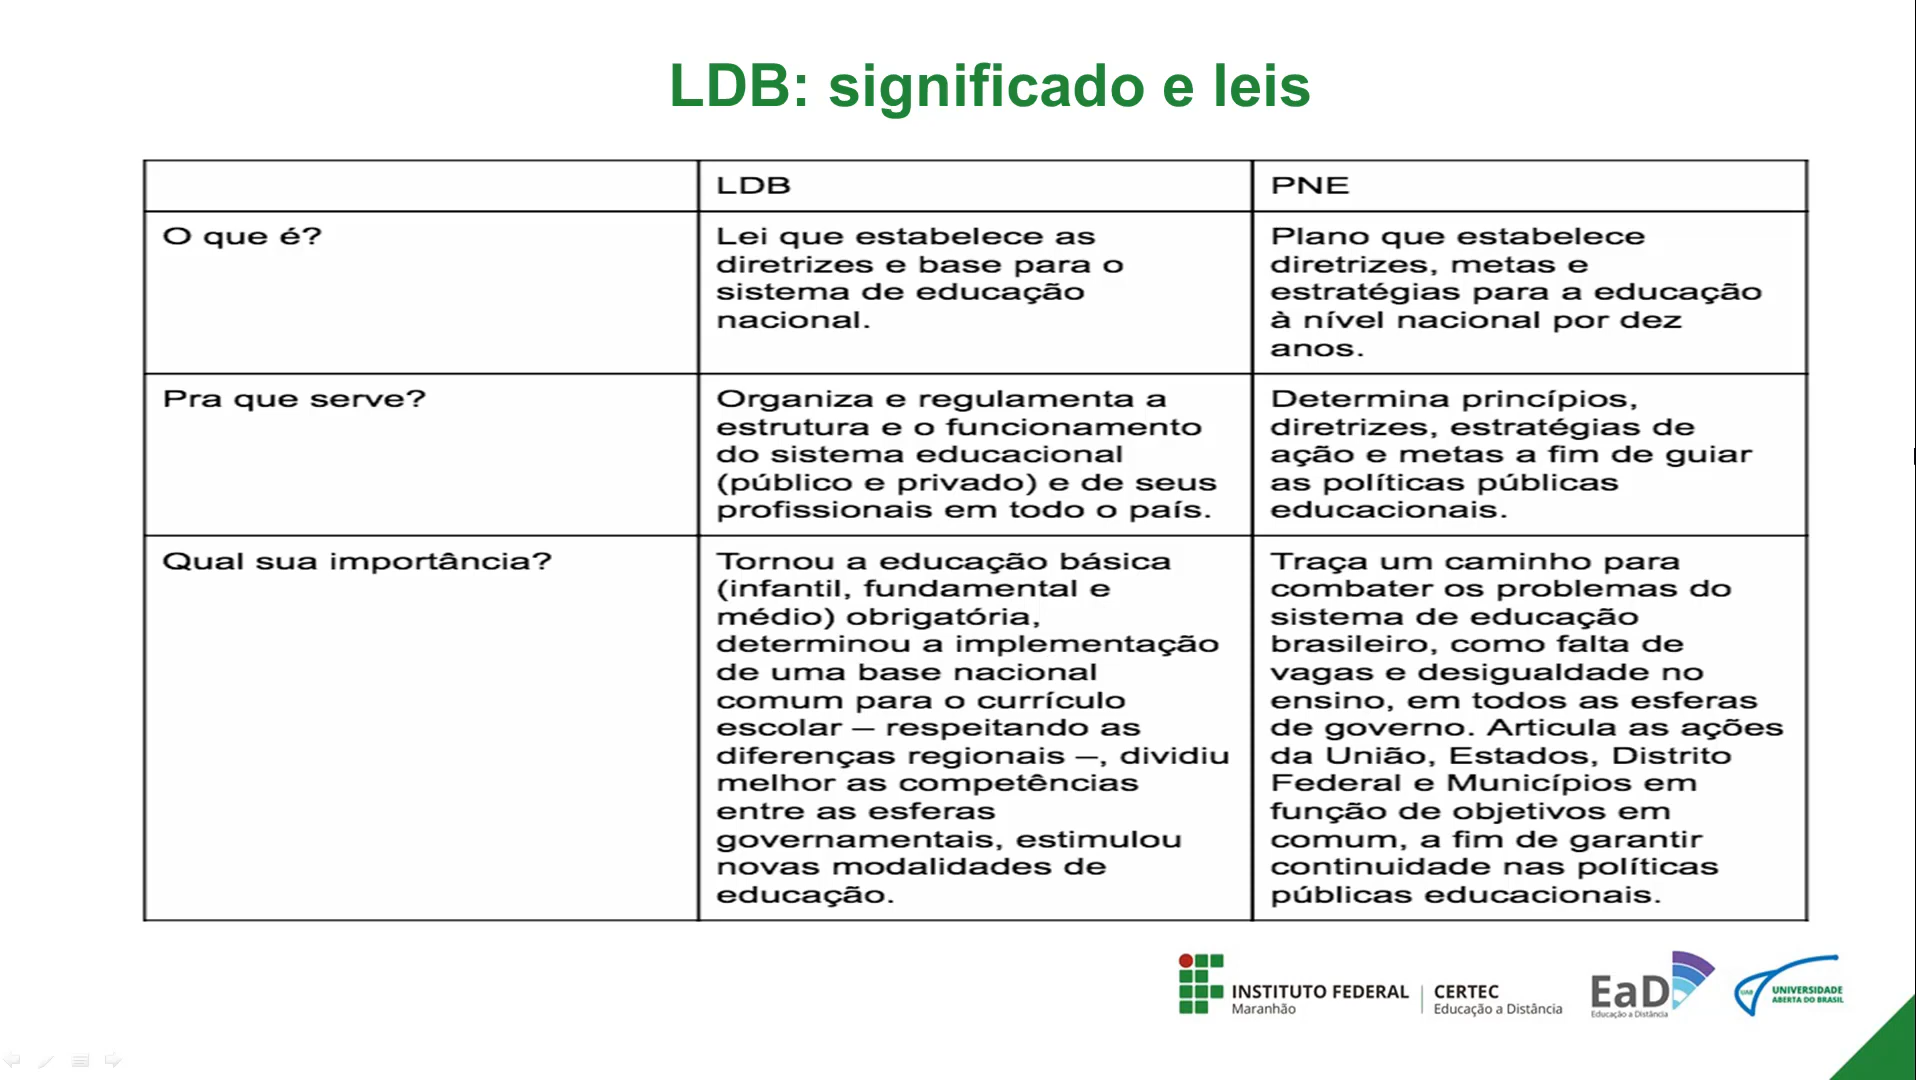 LDB: significado e leis
LDB
PNE
O que é?
Lei que estabelece as
diretrizes e base para o
sistema de educação
nacional.
Plano que estabelece
diretrizes, metas e
estratégias para a educação
à nível nacional por dez
anos.
Pra que serve?
Organiza e regulamenta a
estrutura e o funcionamento
do sistema educacional
(público e privado) e de seus
profissionais em todo o país.
Determina princípios,
diretrizes, estratégias de
ação e metas a fim de guiar
as políticas públicas
educacionais.
Qual sua importância?
Tornou a educação básica
(infantil, fundamental e
médio) obrigatória,
determinou a implementação
de uma base nacional
comum para o currículo
escolar – respeitando as
diferenças regionais –, dividiu
melhor as competências
entre as esferas
governamentais, estimulou
novas modalidades de
educação.
Traça um caminho para
combater os problemas do
sistema de educação
brasileiro, como falta de
vagas e desigualdade no
ensino, em todos as esferas
de governo. Articula as ações
da União, Estados, Distrito
Federal e Municípios em
função de objetivos em
comum, a fim de garantir
continuidade nas políticas
públicas educacionais.
INSTITUTO FEDERAL
Maranhão
CERTEC
Educação a Distância
EaD
Educação a Distância
UAB
UNIVERSIDADE
ABERTA DO BRASIL